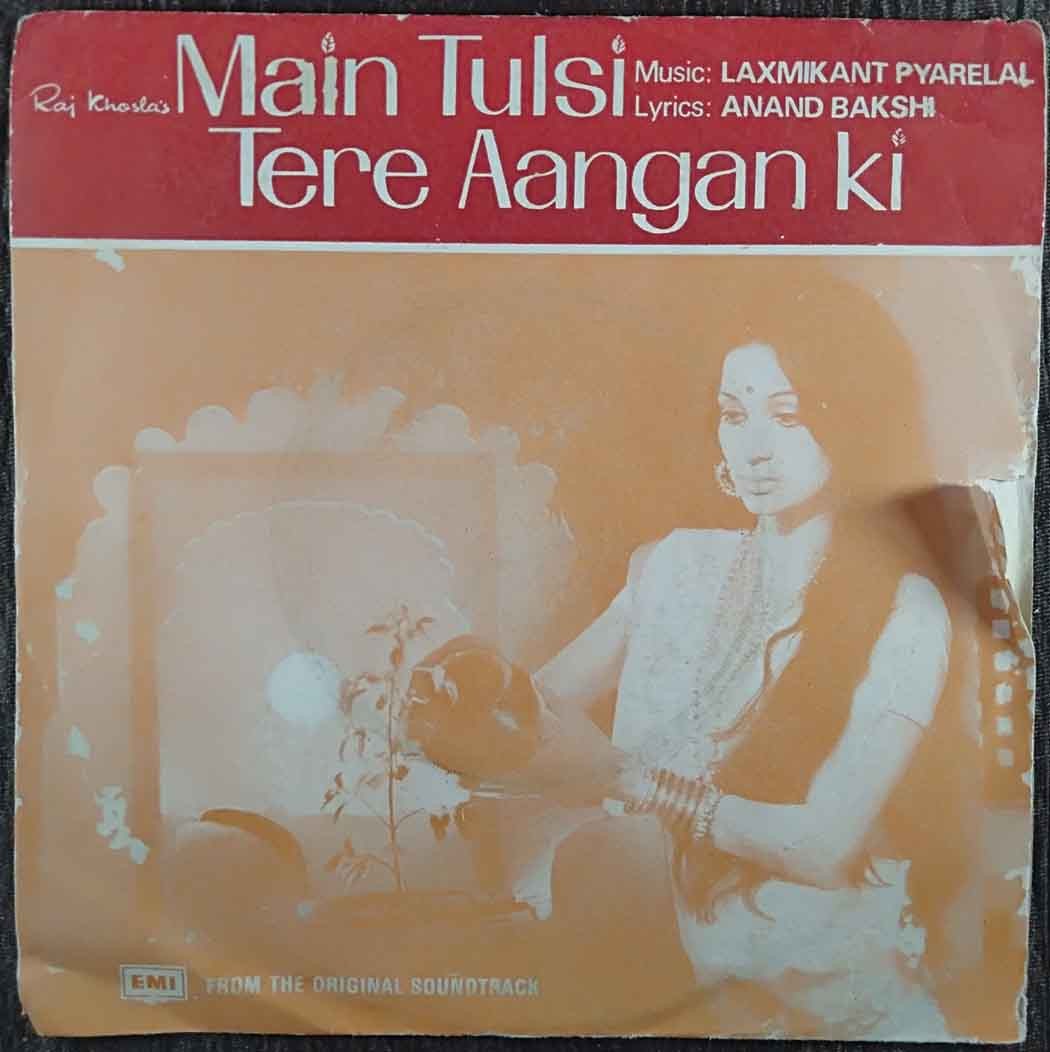 Raj Khosla's Main Tulsi
Tere Aangan ki
Music: LAXMIKANT PYARELAL
Lyrics: ANAND BAKSHI
EMI FROM THE ORIGINAL SOUNDTRACK